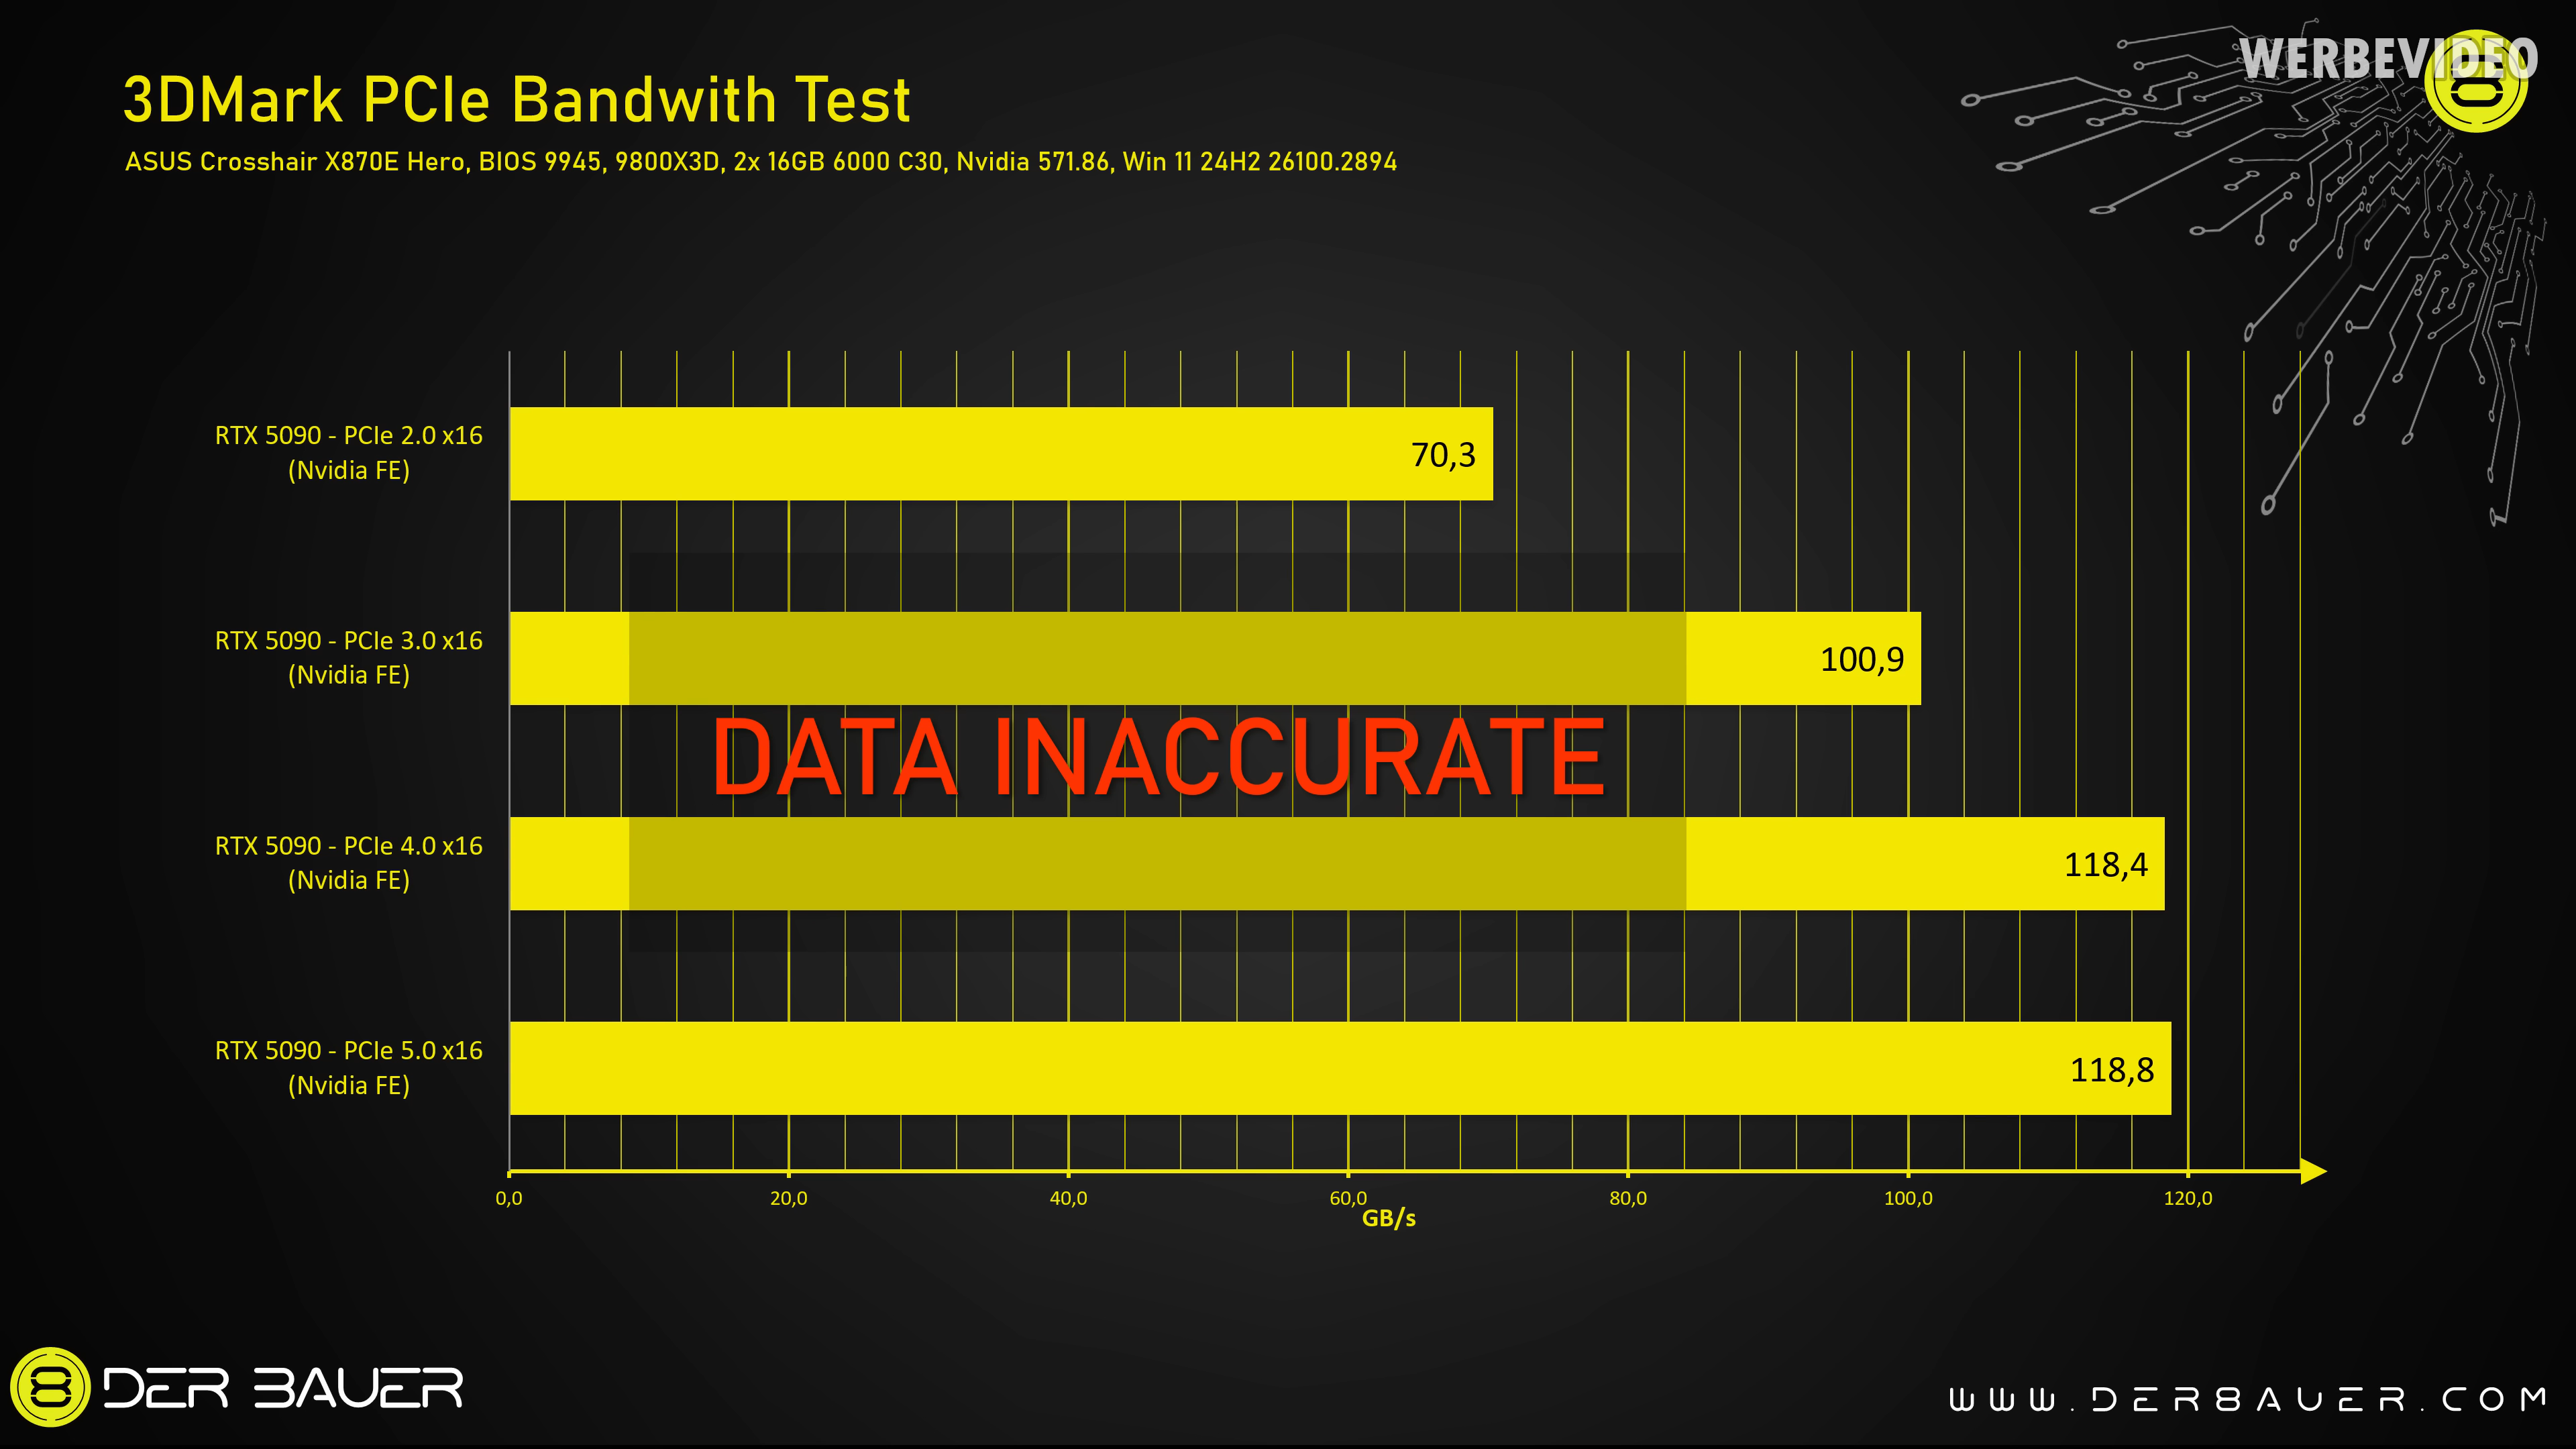 WERBEVIDEO
3DMark PCIe Bandwith Test
ASUS Crosshair X870E Hero, BIOS 9945, 9800X3D, 2x 16GB 6000 C30, Nvidia 571.86, Win 11 24H2 26100.2894
RTX 5090 - PCIe 2.0 x16
(Nvidia FE)
70,3
RTX 5090 - PCIe 3.0 x16
(Nvidia FE)
100,9
DATA INACCURATE
RTX 5090 - PCIe 4.0 x16
(Nvidia FE)
118,4
RTX 5090 - PCIe 5.0 x16
(Nvidia FE)
118,8
0,0 20,0 40,0 60,0 80,0 100,0 120,0
GB/s
DER 8AUER
WWW.DER8AUER.COM